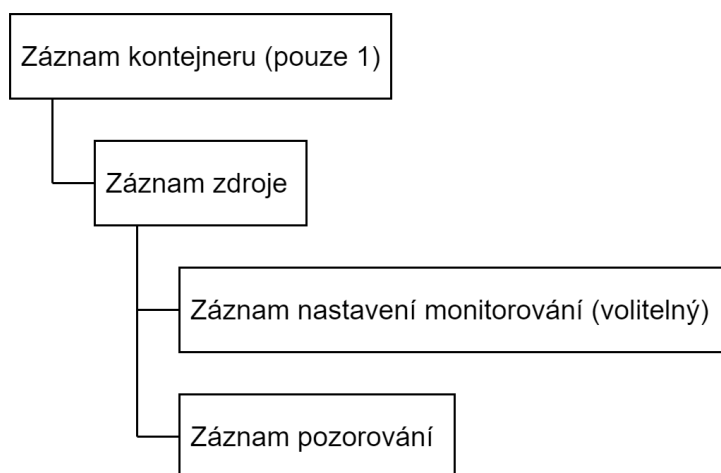 Záznam kontejneru (pouze 1)
Záznam zdroje
Záznam nastavení monitorování (volitelný)
Záznam pozorování